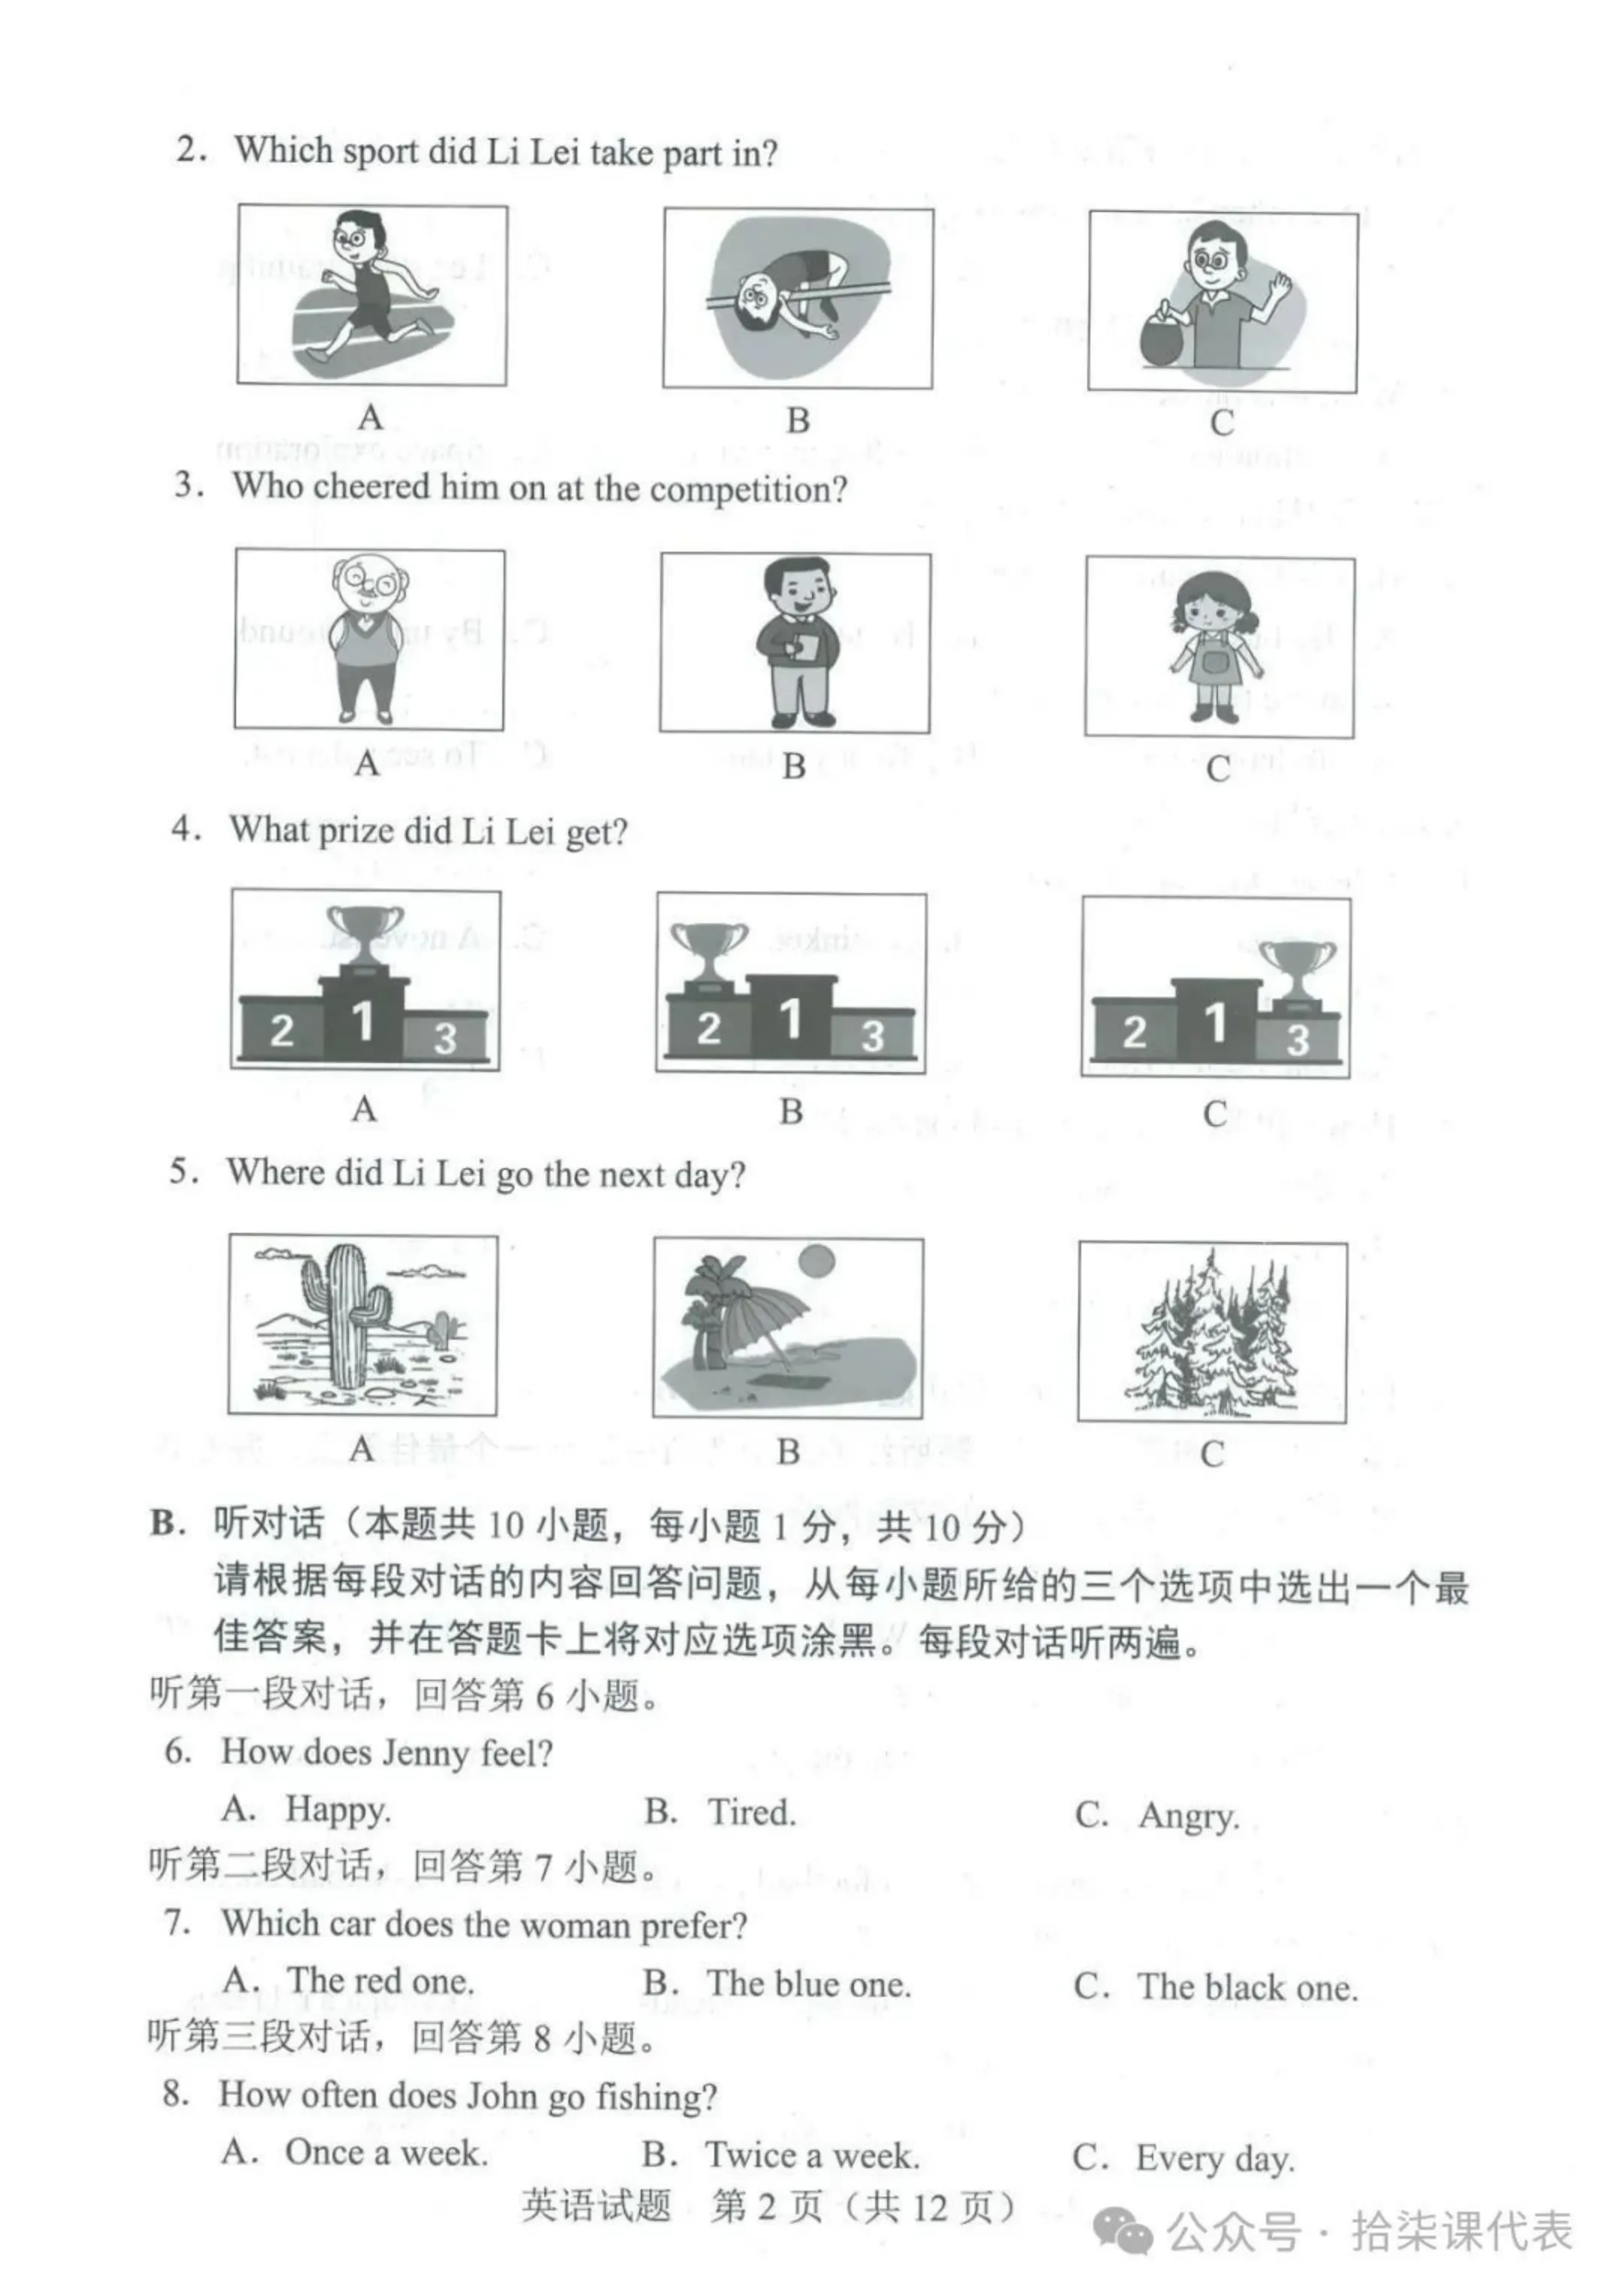 2. Which sport did Li Lei take part in?
A B C
3. Who cheered him on at the competition?
A B C
4. What prize did Li Lei get?
2 1 3 2 1 3 2 1 3
A B C
5. Where did Li Lei go the next day?
A B C
B. 听对话（本题共 10 小题，每小题 1 分，共 10 分）
请根据每段对话的内容回答问题，从每小题所给的三个选项中选出一个最
佳答案，并在答题卡上将对应选项涂黑。每段对话听两遍。
听第一段对话，回答第 6 小题。
6. How does Jenny feel?
A. Happy. B. Tired. C. Angry.
听第二段对话，回答第 7 小题。
7. Which car does the woman prefer?
A. The red one. B. The blue one. C. The black one.
听第三段对话，回答第 8 小题。
8. How often does John go fishing?
A. Once a week. B. Twice a week. C. Every day.
英语试题 第 2 页（共 12 页）
公众号 · 拾柒课代表